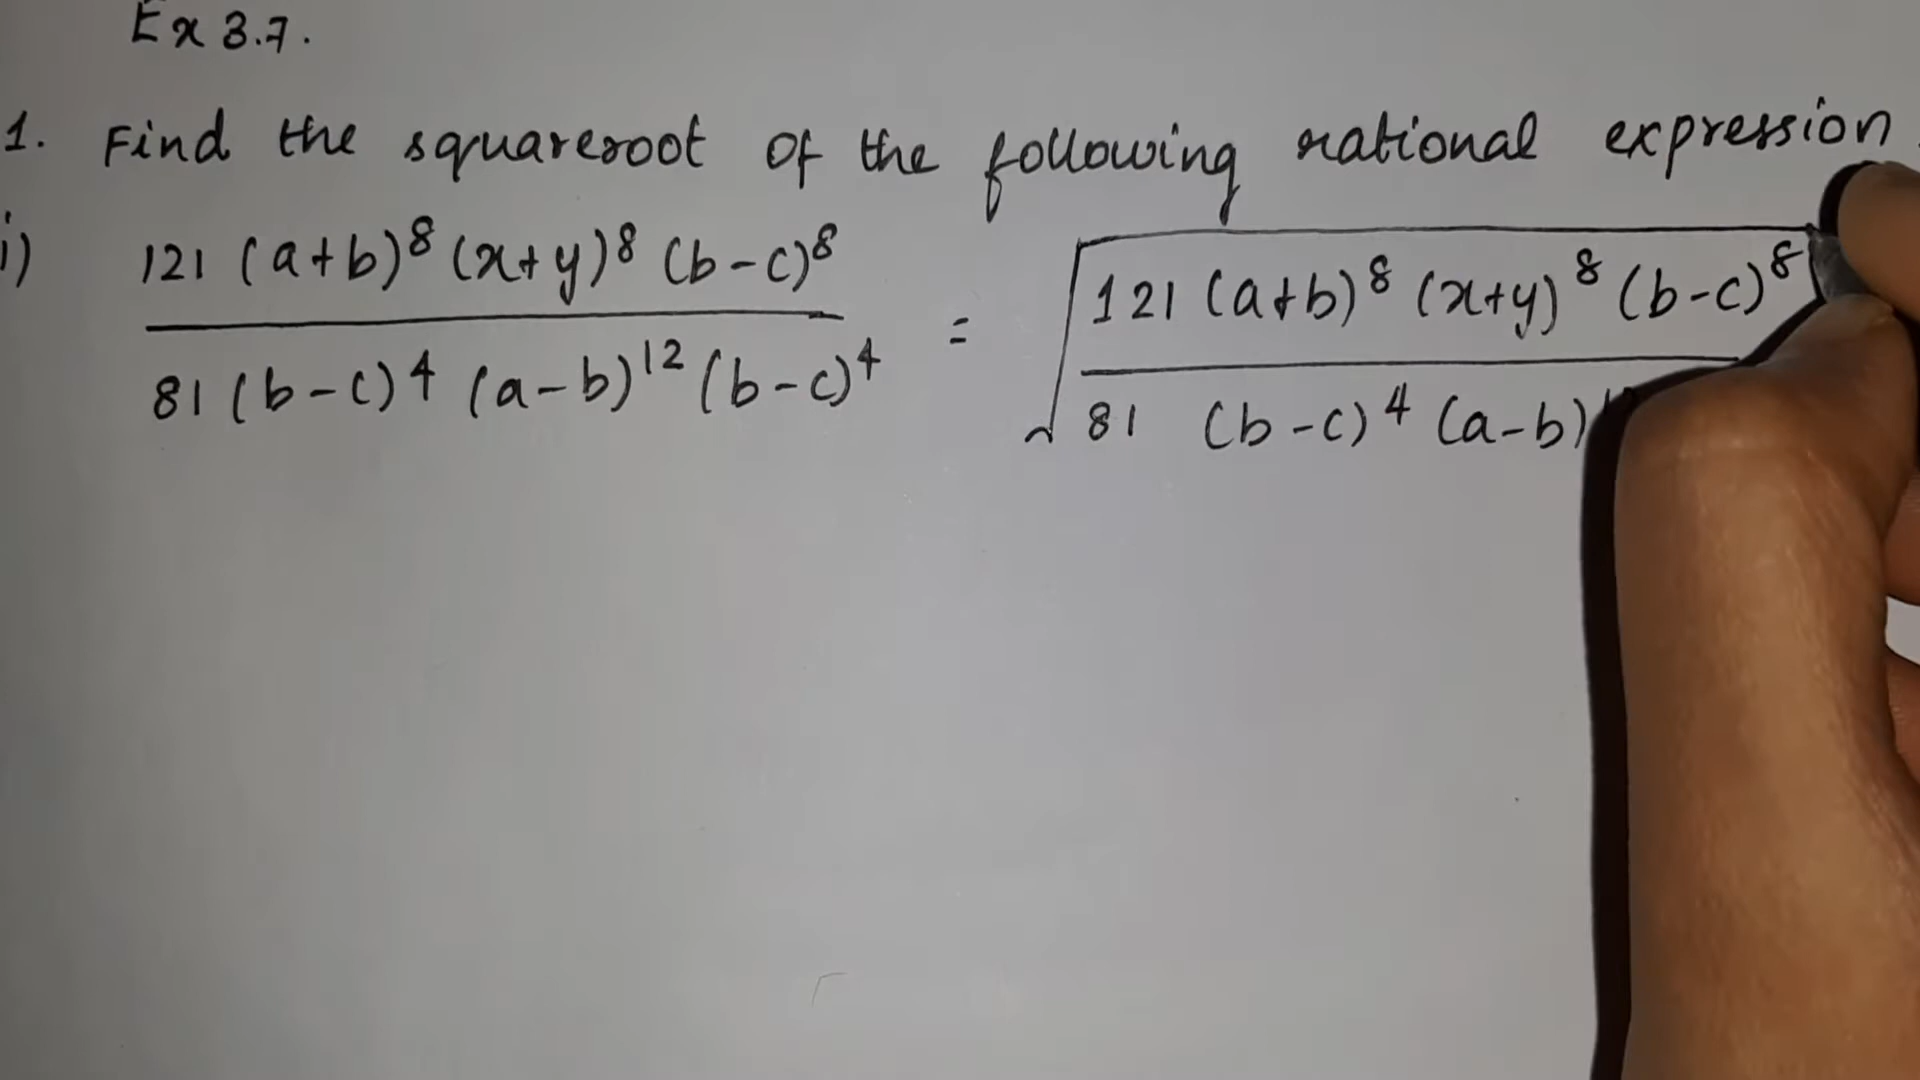 Ex 3.7.
1. Find the squareroot of the following rational expression.
i) 121 (a+b)^8 (x+y)^8 (b-c)^8 / 81 (b-c)^4 (a-b)^12 (b-c)^4 = √ 121 (a+b)^8 (x+y)^8 (b-c)^8 / 81 (b-c)^4 (a-b)